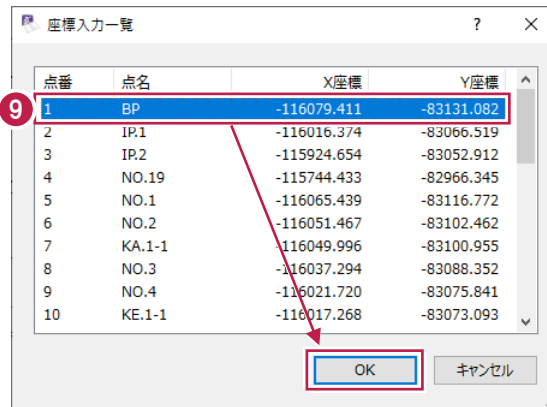 座標入力一覧 ?
点番 点名 X座標 Y座標
9 1 BP -116079.411 -83131.082
2 IP.1 -116016.374 -83066.519
3 IP.2 -115924.654 -83052.912
4 NO.19 -115744.433 -82966.345
5 NO.1 -116065.439 -83116.772
6 NO.2 -116051.467 -83102.462
7 KA.1-1 -116049.996 -83100.955
8 NO.3 -116037.294 -83088.352
9 NO.4 -116021.720 -83075.841
10 KE.1-1 -116017.268 -83073.093
OK キャンセル